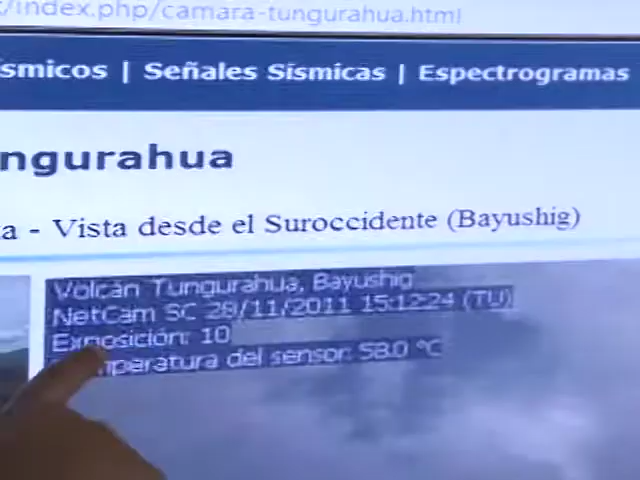 /index.php/camara-tungurahua.html
smicos | Señales Sísmicas | Espectrogramas
ngurahua
a - Vista desde el Suroccidente (Bayushig)
Volcán Tungurahua, Bayushig
NetCam SC 28/11/2011 15:12:24 (TU)
Exposición: 10
mperatura del sensor: 58.0 °C